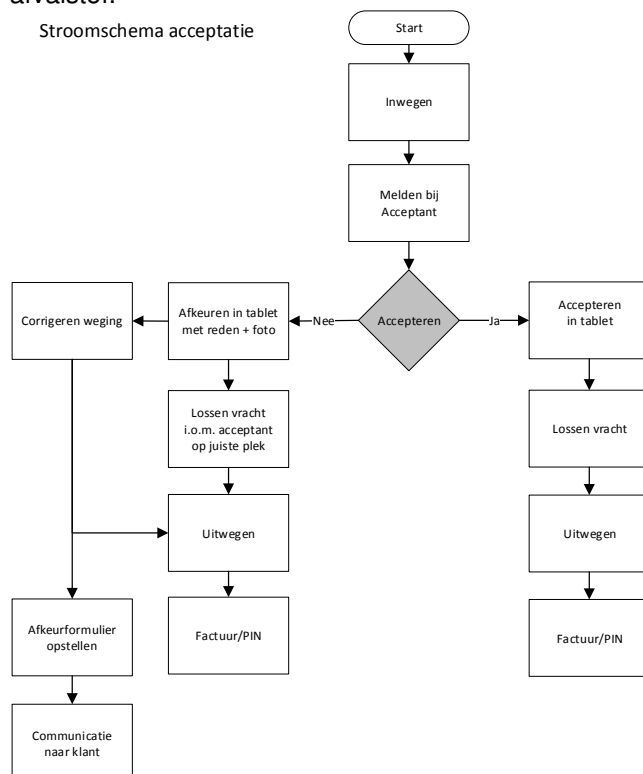 Stroomschema acceptatie
Start
Inwegen
Melden bij
Acceptant
Accepteren
Nee
Ja
Afkeuren in tablet
met reden + foto
Corrigeren weging
Accepteren
in tablet
Lossen vracht
i.o.m. acceptant
op juiste plek
Lossen vracht
Uitwegen
Uitwegen
Afkeurformulier
opstellen
Factuur/PIN
Factuur/PIN
Communicatie
naar klant